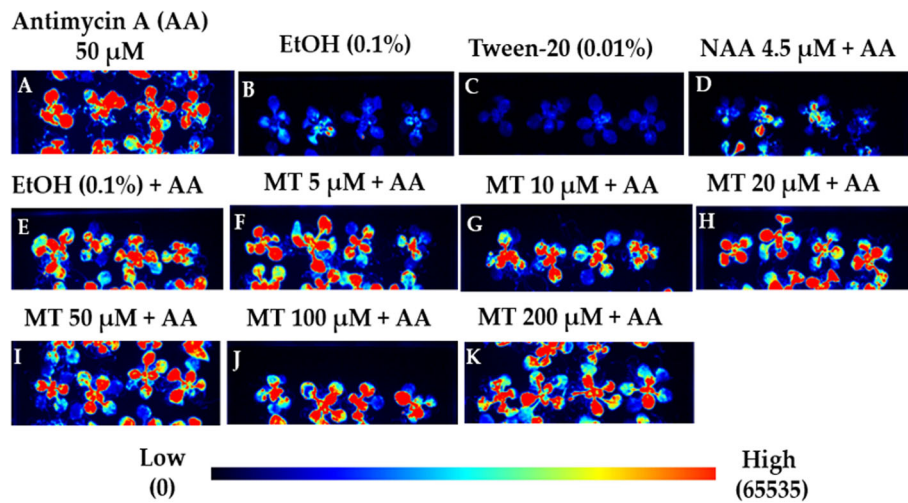 Antimycin A (AA)
50 µM
EtOH (0.1%)
Tween-20 (0.01%)
NAA 4.5 µM + AA
A
B
C
D
EtOH (0.1%) + AA
MT 5 µM + AA
MT 10 µM + AA
MT 20 µM + AA
E
F
G
H
MT 50 µM + AA
MT 100 µM + AA
MT 200 µM + AA
I
J
K
Low
(0)
High
(65535)